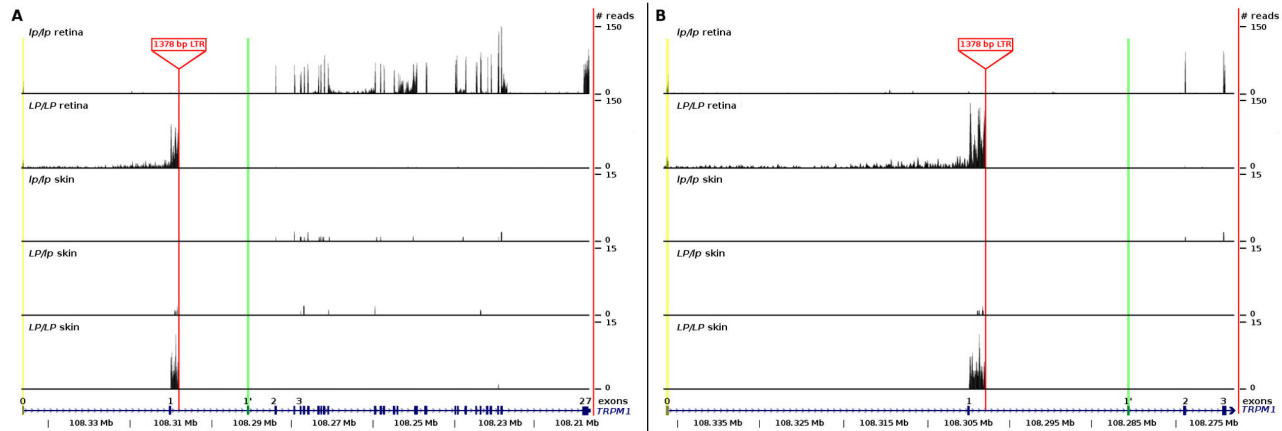 A
# reads
lp/lp retina
150
1378 bp LTR
0
LP/LP retina
150
0
lp/lp skin
15
0
LP/lp skin
15
0
LP/LP skin
15
0
0 1 1' 2 3 27 exons
TRPM1
108.33 Mb | 108.31 Mb | 108.29 Mb | 108.27 Mb | 108.25 Mb | 108.23 Mb | 108.21 Mb
B
# reads
lp/lp retina
150
1378 bp LTR
0
LP/LP retina
150
0
lp/lp skin
15
0
LP/lp skin
15
0
LP/LP skin
15
0
0 1 1' 2 3 exons
TRPM1
108.335 Mb | 108.325 Mb | 108.315 Mb | 108.305 Mb | 108.295 Mb | 108.285 Mb | 108.275 Mb